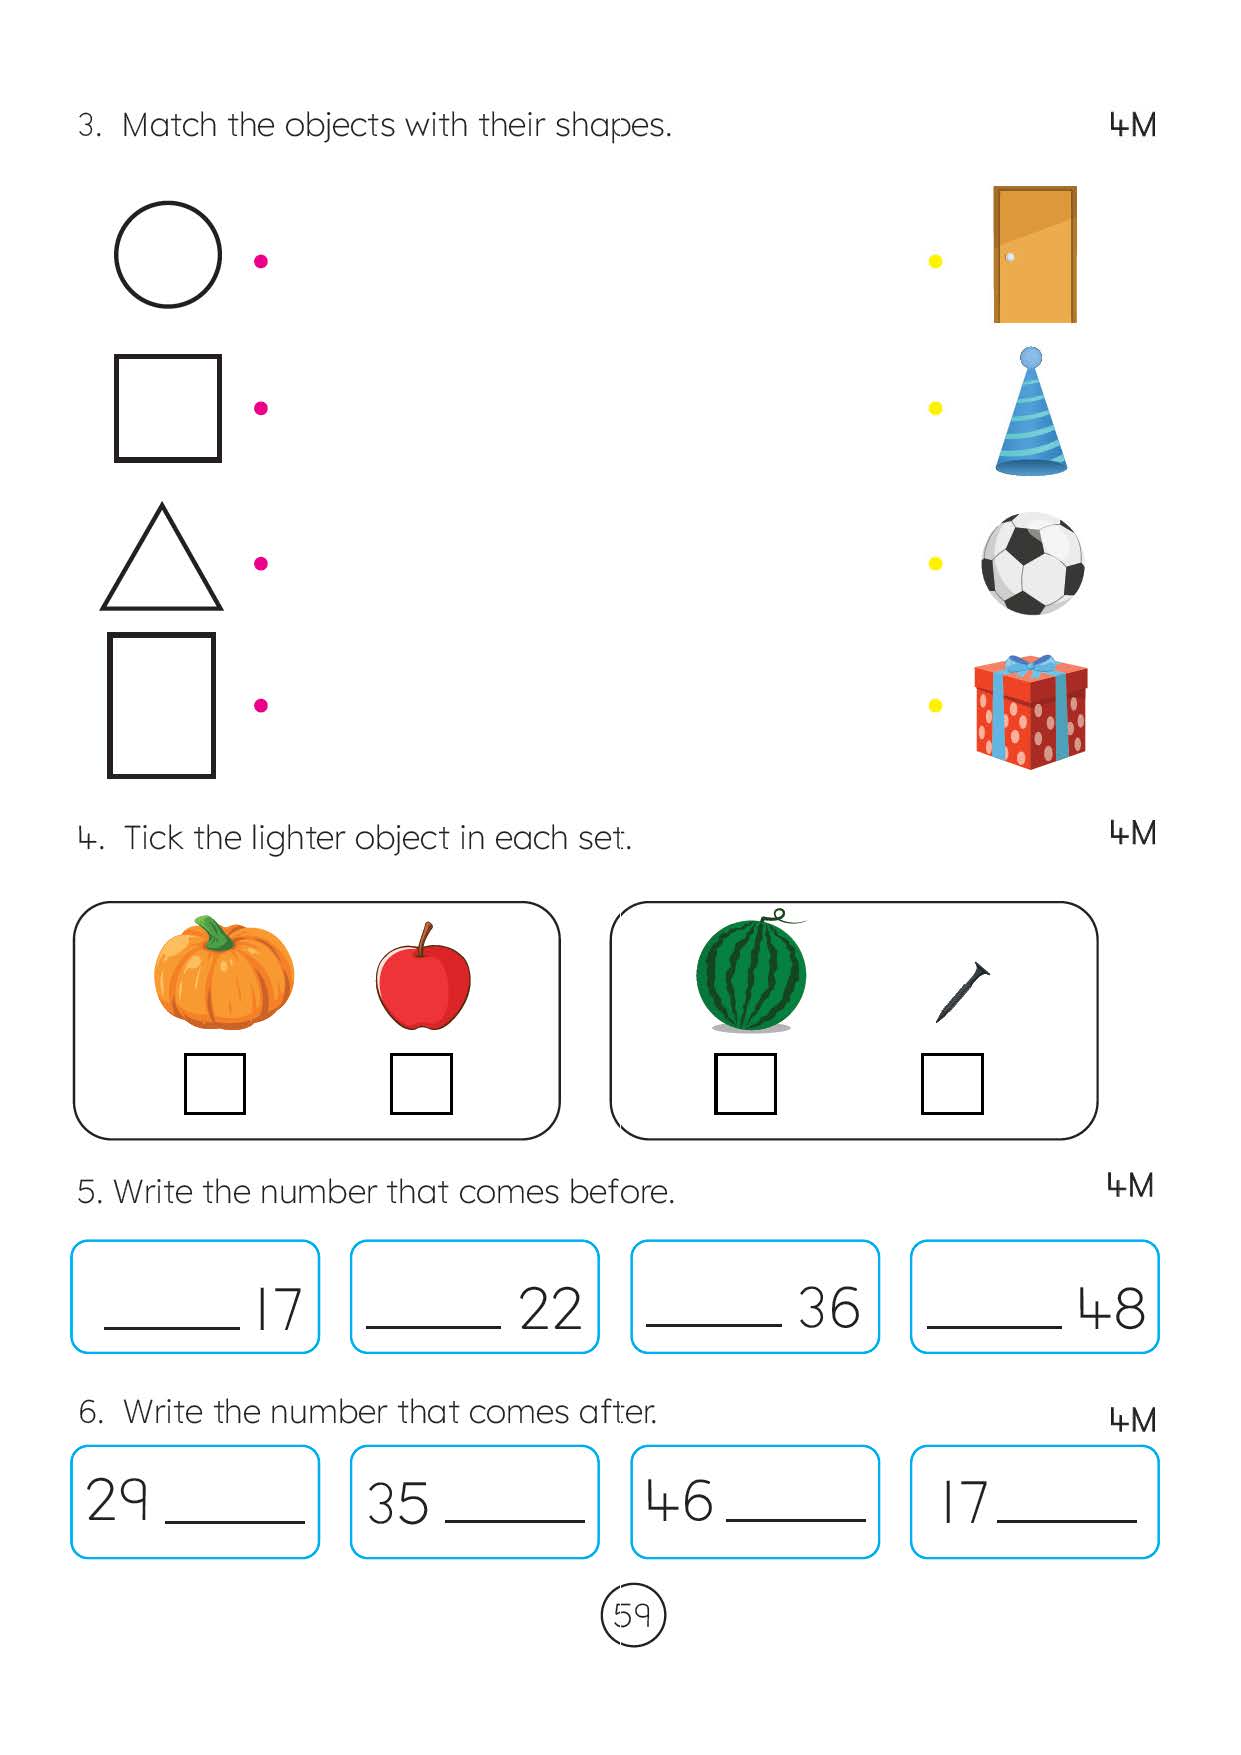 3. Match the objects with their shapes. 4M
4. Tick the lighter object in each set. 4M
5. Write the number that comes before. 4M
_____ 17 _____ 22 _____ 36 _____ 48
6. Write the number that comes after. 4M
29 _____ 35 _____ 46 _____ 17 _____
59